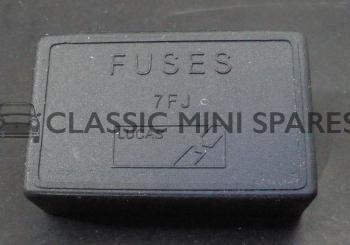 FUSES
7FJ
CLASSIC MINI SPARES
LUCAS